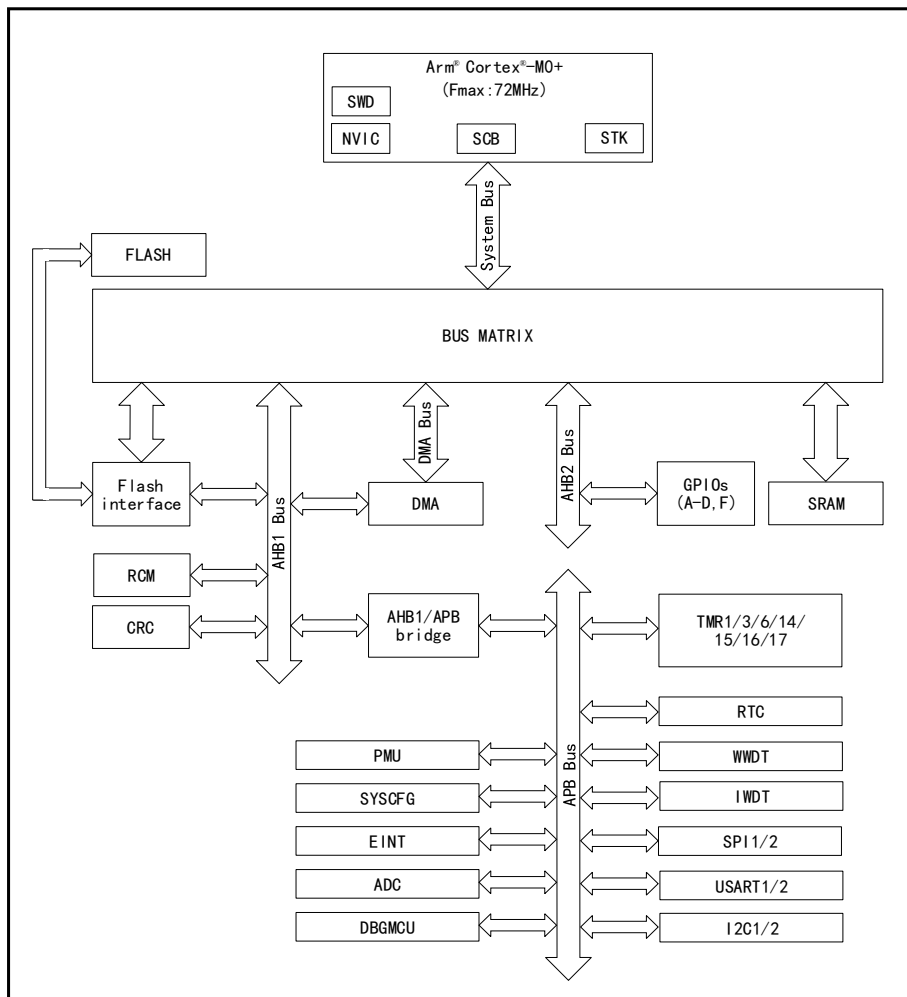 Arm® Cortex®-M0+
(Fmax:72MHz)
SWD
NVIC
SCB
STK
System Bus
FLASH
BUS MATRIX
DMA Bus
AHB1 Bus
AHB2 Bus
Flash
interface
DMA
GPIOs
(A-D,F)
SRAM
RCM
CRC
AHB1/APB
bridge
TMR1/3/6/14/
15/16/17
APB Bus
RTC
PMU
WWDT
SYSCFG
IWDT
EINT
SPI1/2
ADC
USART1/2
DBGMCU
I2C1/2